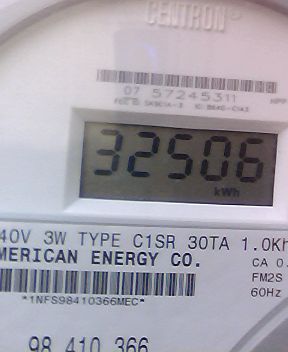 CENTRON®
07 57245311
32506
kWh
40V 3W TYPE C1SR 30TA 1.0Kh
MERICAN ENERGY CO.
CA 0.
FM2S
60Hz
*1NFS98410366MEC*
98 410 366